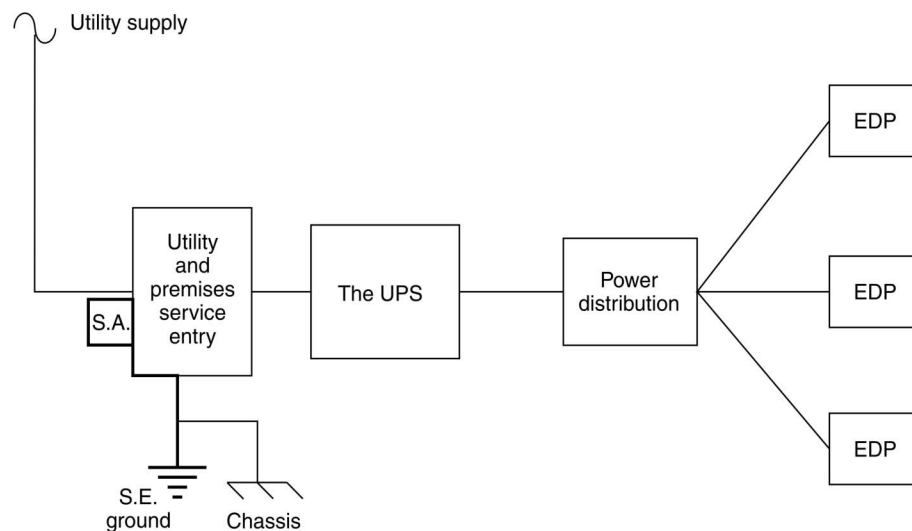 Utility supply
EDP
Utility
and
premises
service
entry
The UPS
Power
distribution
EDP
S.A.
EDP
S.E.
ground
Chassis